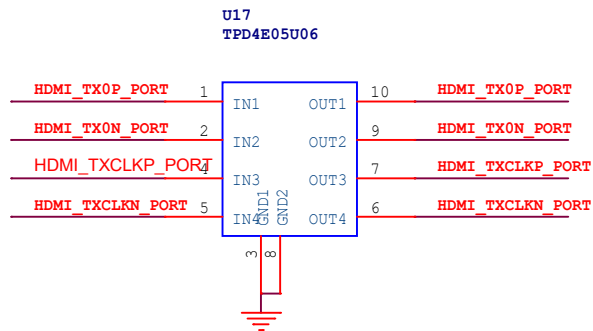 U17
TPD4E05U06
HDMI_TX0P_PORT 1 IN1 OUT1 10 HDMI_TX0P_PORT
HDMI_TX0N_PORT 2 IN2 OUT2 9 HDMI_TX0N_PORT
HDMI_TXCLKP_PORT 4 IN3 OUT3 7 HDMI_TXCLKP_PORT
HDMI_TXCLKN_PORT 5 IN4 OUT4 6 HDMI_TXCLKN_PORT
GND1 GND2
3 8